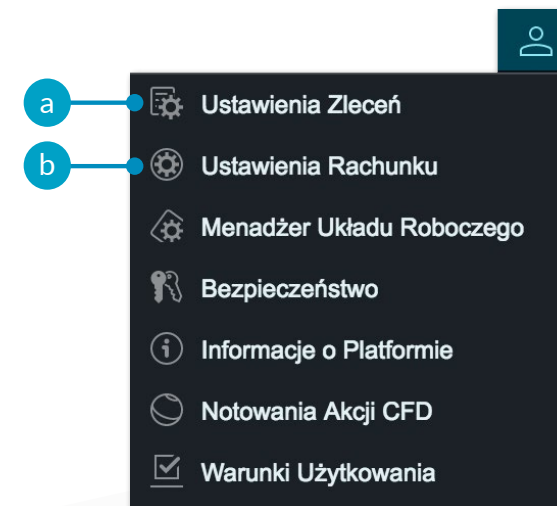 a Ustawienia Zleceń
b Ustawienia Rachunku
Menadżer Układu Roboczego
Bezpieczeństwo
Informacje o Platformie
Notowania Akcji CFD
Warunki Użytkowania